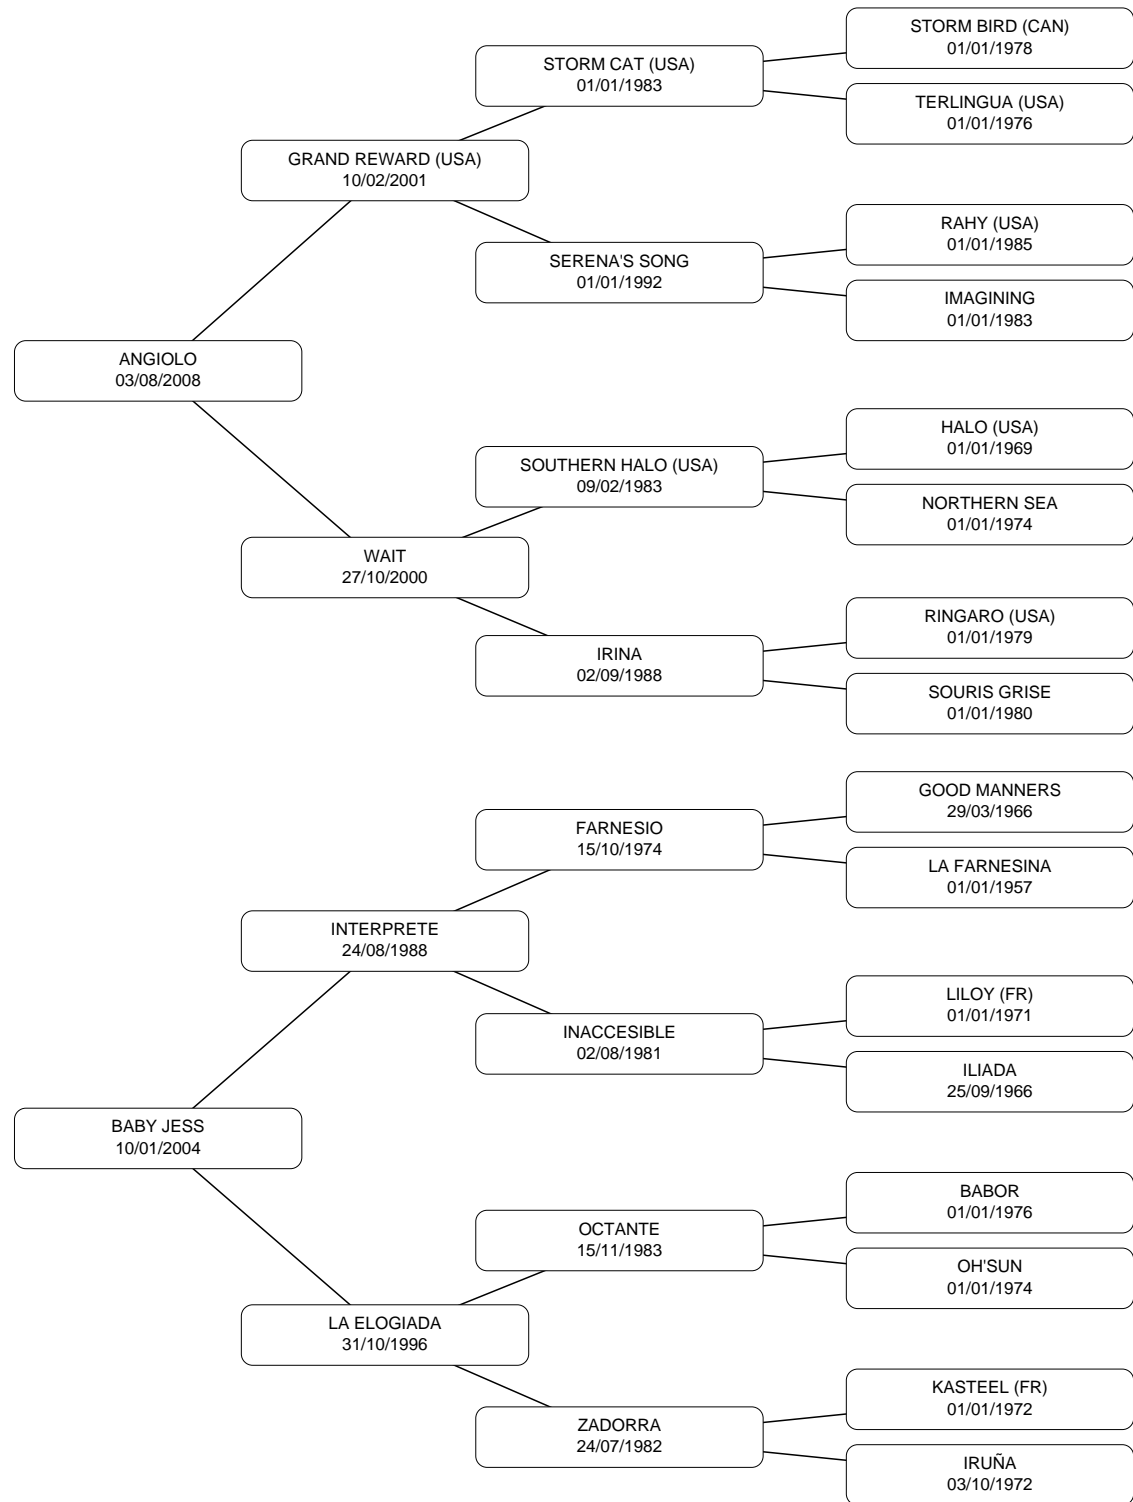 STORM BIRD (CAN)
01/01/1978
STORM CAT (USA)
01/01/1983
TERLINGUA (USA)
01/01/1976
GRAND REWARD (USA)
10/02/2001
RAHY (USA)
01/01/1985
SERENA'S SONG
01/01/1992
IMAGINING
01/01/1983
ANGIOLO
03/08/2008
HALO (USA)
01/01/1969
SOUTHERN HALO (USA)
09/02/1983
NORTHERN SEA
01/01/1974
WAIT
27/10/2000
RINGARO (USA)
01/01/1979
IRINA
02/09/1988
SOURIS GRISE
01/01/1980
GOOD MANNERS
29/03/1966
FARNESIO
15/10/1974
LA FARNESINA
01/01/1957
INTERPRETE
24/08/1988
LILOY (FR)
01/01/1971
INACCESIBLE
02/08/1981
ILIADA
25/09/1966
BABY JESS
10/01/2004
BABOR
01/01/1976
OCTANTE
15/11/1983
OH'SUN
01/01/1974
LA ELOGIADA
31/10/1996
KASTEEL (FR)
01/01/1972
ZADORRA
24/07/1982
IRUÑA
03/10/1972